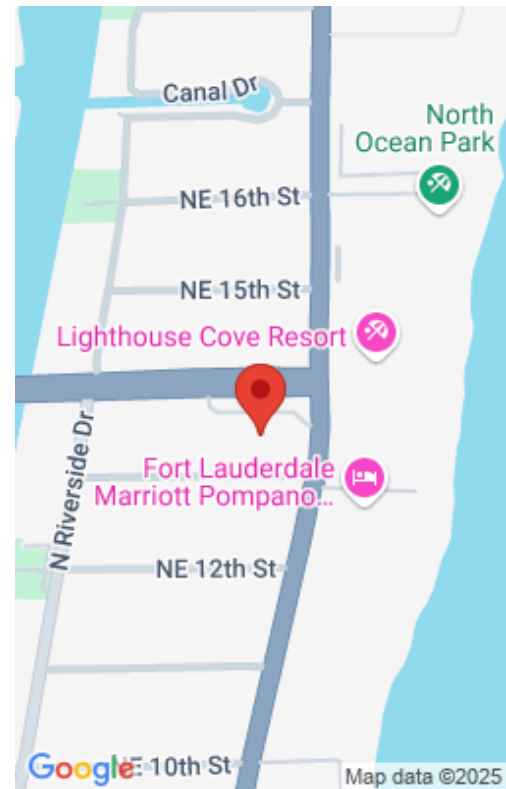 Canal Dr
North
Ocean Park
NE 16th St
NE 15th St
Lighthouse Cove Resort
N Riverside Dr
Fort Lauderdale
Marriott Pompano...
NE 12th St
Google
NE 10th St
Map data ©2025